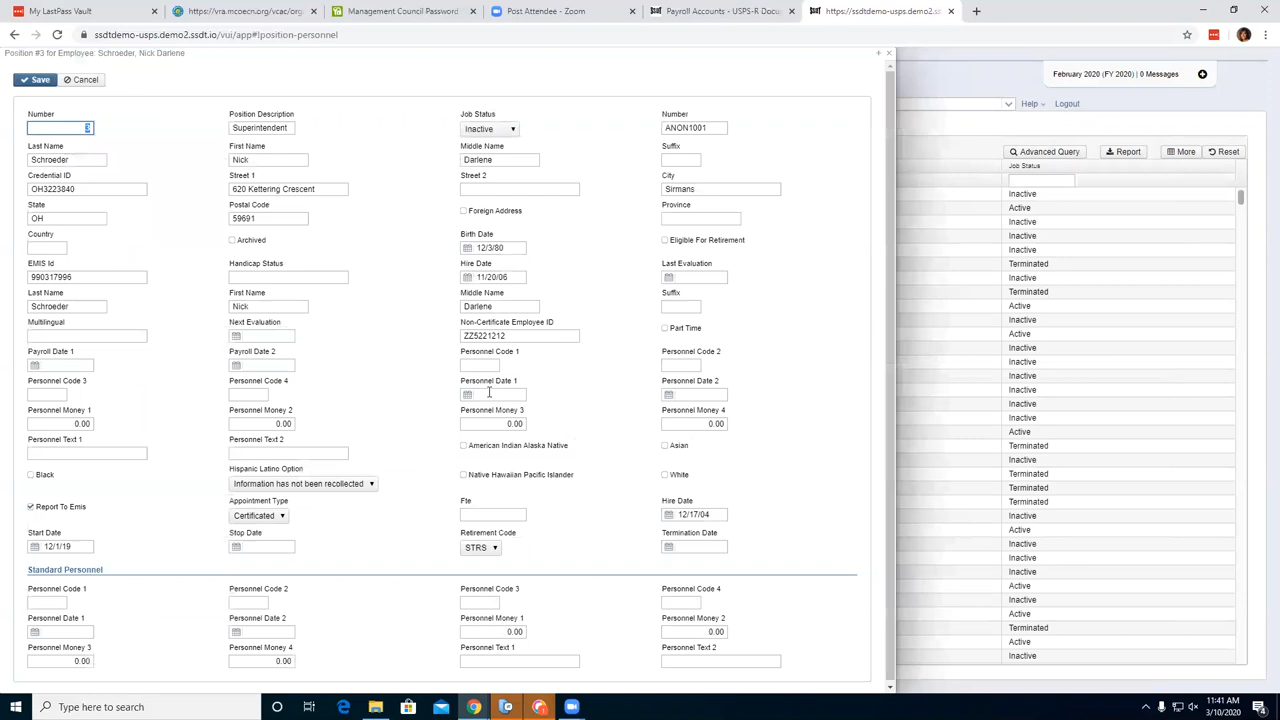 My LastPass Vault
https://vra.mcoecn.org/vcac/org/
Management Council Password
Post Attendee - Zoom
Payroll Accounts - USPS-R Docu
https://ssdtdemo-usps.demo2.ss
ssdtdemo-usps.demo2.ssdt.io/vui/app#!position-personnel
Position #3 for Employee: Schroeder, Nick Darlene
February 2020 (FY 2020) | 0 Messages
Help
Logout
Save
Cancel
Advanced Query
Report
More
Reset
Number
Position Description
Job Status
Number
3
Superintendent
Inactive
ANON1001
Last Name
First Name
Middle Name
Suffix
Schroeder
Nick
Darlene
Credential ID
Street 1
Street 2
City
OH3223840
620 Kettering Crescent
Sirmans
State
Postal Code
Foreign Address
Province
OH
59691
Country
Archived
Birth Date
Eligible For Retirement
12/3/80
EMIS Id
Handicap Status
Hire Date
Last Evaluation
990317996
11/20/06
Last Name
First Name
Middle Name
Suffix
Schroeder
Nick
Darlene
Multilingual
Next Evaluation
Non-Certificate Employee ID
Part Time
ZZ5221212
Payroll Date 1
Payroll Date 2
Personnel Code 1
Personnel Code 2
Personnel Code 3
Personnel Code 4
Personnel Date 1
Personnel Date 2
Personnel Money 1
Personnel Money 2
Personnel Money 3
Personnel Money 4
0.00
0.00
0.00
0.00
Personnel Text 1
Personnel Text 2
American Indian Alaska Native
Asian
Black
Hispanic Latino Option
Information has not been recollected
Native Hawaiian Pacific Islander
White
Report To Emis
Appointment Type
Certificated
Fte
Hire Date
12/17/04
Start Date
Stop Date
Retirement Code
Termination Date
12/1/19
STRS
Standard Personnel
Personnel Code 1
Personnel Code 2
Personnel Code 3
Personnel Code 4
Personnel Date 1
Personnel Date 2
Personnel Money 1
Personnel Money 2
0.00
0.00
Personnel Money 3
Personnel Money 4
Personnel Text 1
Personnel Text 2
0.00
0.00
Job Status
Inactive
Active
Inactive
Inactive
Inactive
Terminated
Inactive
Terminated
Active
Inactive
Active
Inactive
Inactive
Inactive
Inactive
Inactive
Inactive
Active
Terminated
Inactive
Terminated
Terminated
Terminated
Inactive
Active
Inactive
Inactive
Inactive
Active
Inactive
Active
Terminated
Active
Inactive
Type here to search
11:41 AM
3/10/2020
4